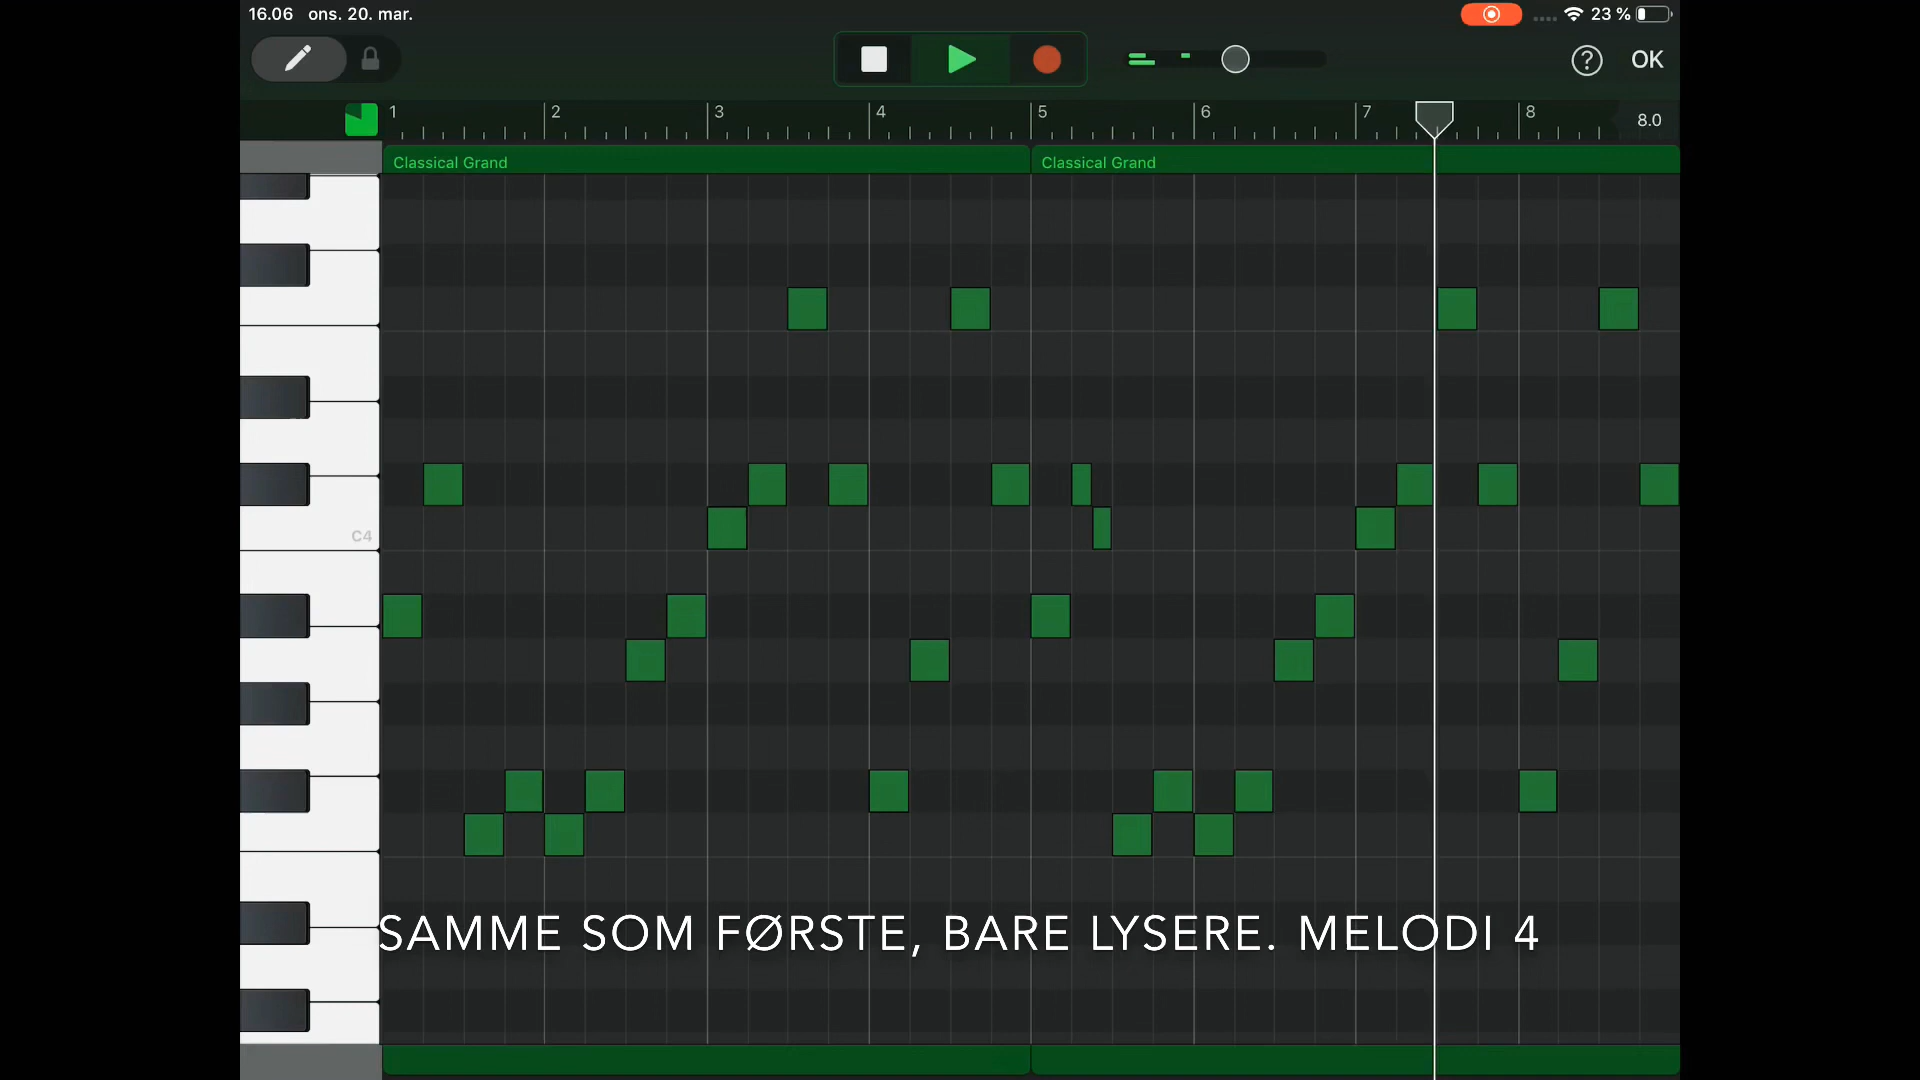 16.06 ons. 20. mar.
23 %
OK
1 2 3 4 5 6 7 8 8.0
Classical Grand
Classical Grand
C4
SAMME SOM FØRSTE, BARE LYSERE. MELODI 4